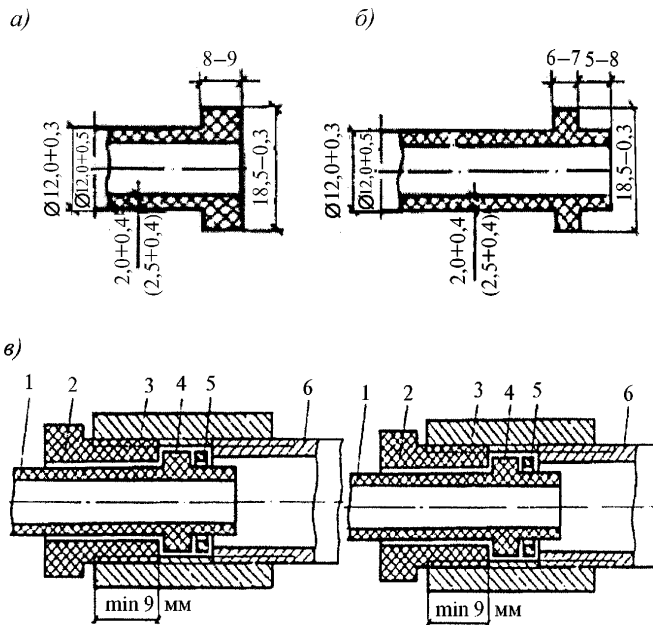 а)
8–9
Ø12,0+0,3
Ø12,0+0,5
18,5–0,3
2,0+0,4
(2,5+0,4)
б)
6–7 5–8
Ø12,0+0,3
Ø12,0+0,5
18,5–0,3
2,0+0,4
(2,5+0,4)
в)
1 2 3 4 5 6
min 9 мм
1 2 3 4 5 6
min 9 мм